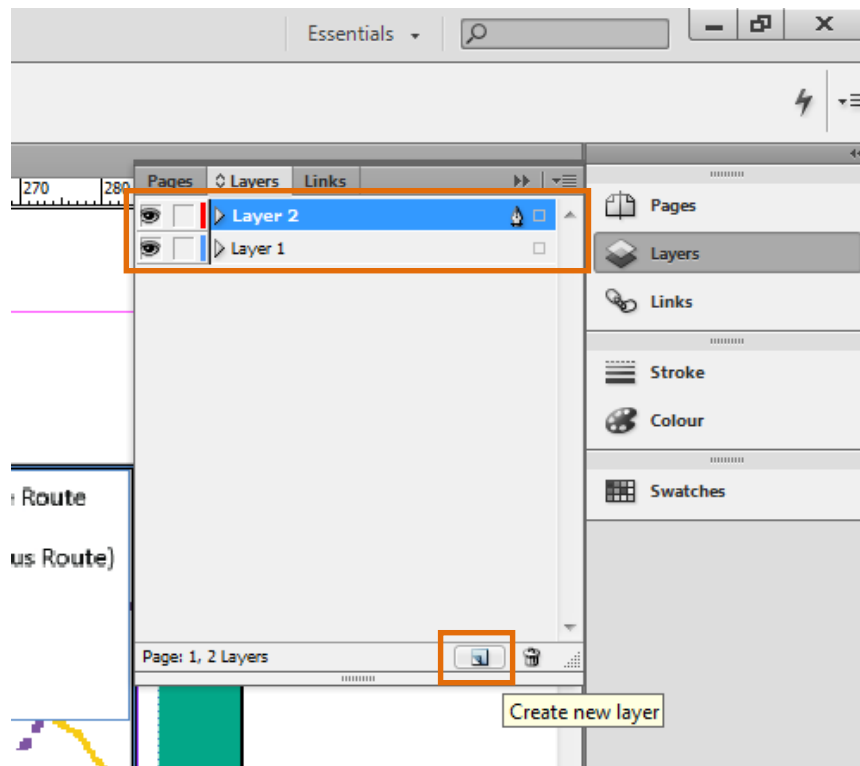 Essentials
270 280
Pages Layers Links
Layer 2
Layer 1
Pages
Layers
Links
Stroke
Colour
Swatches
Route
us Route)
Page: 1, 2 Layers
Create new layer